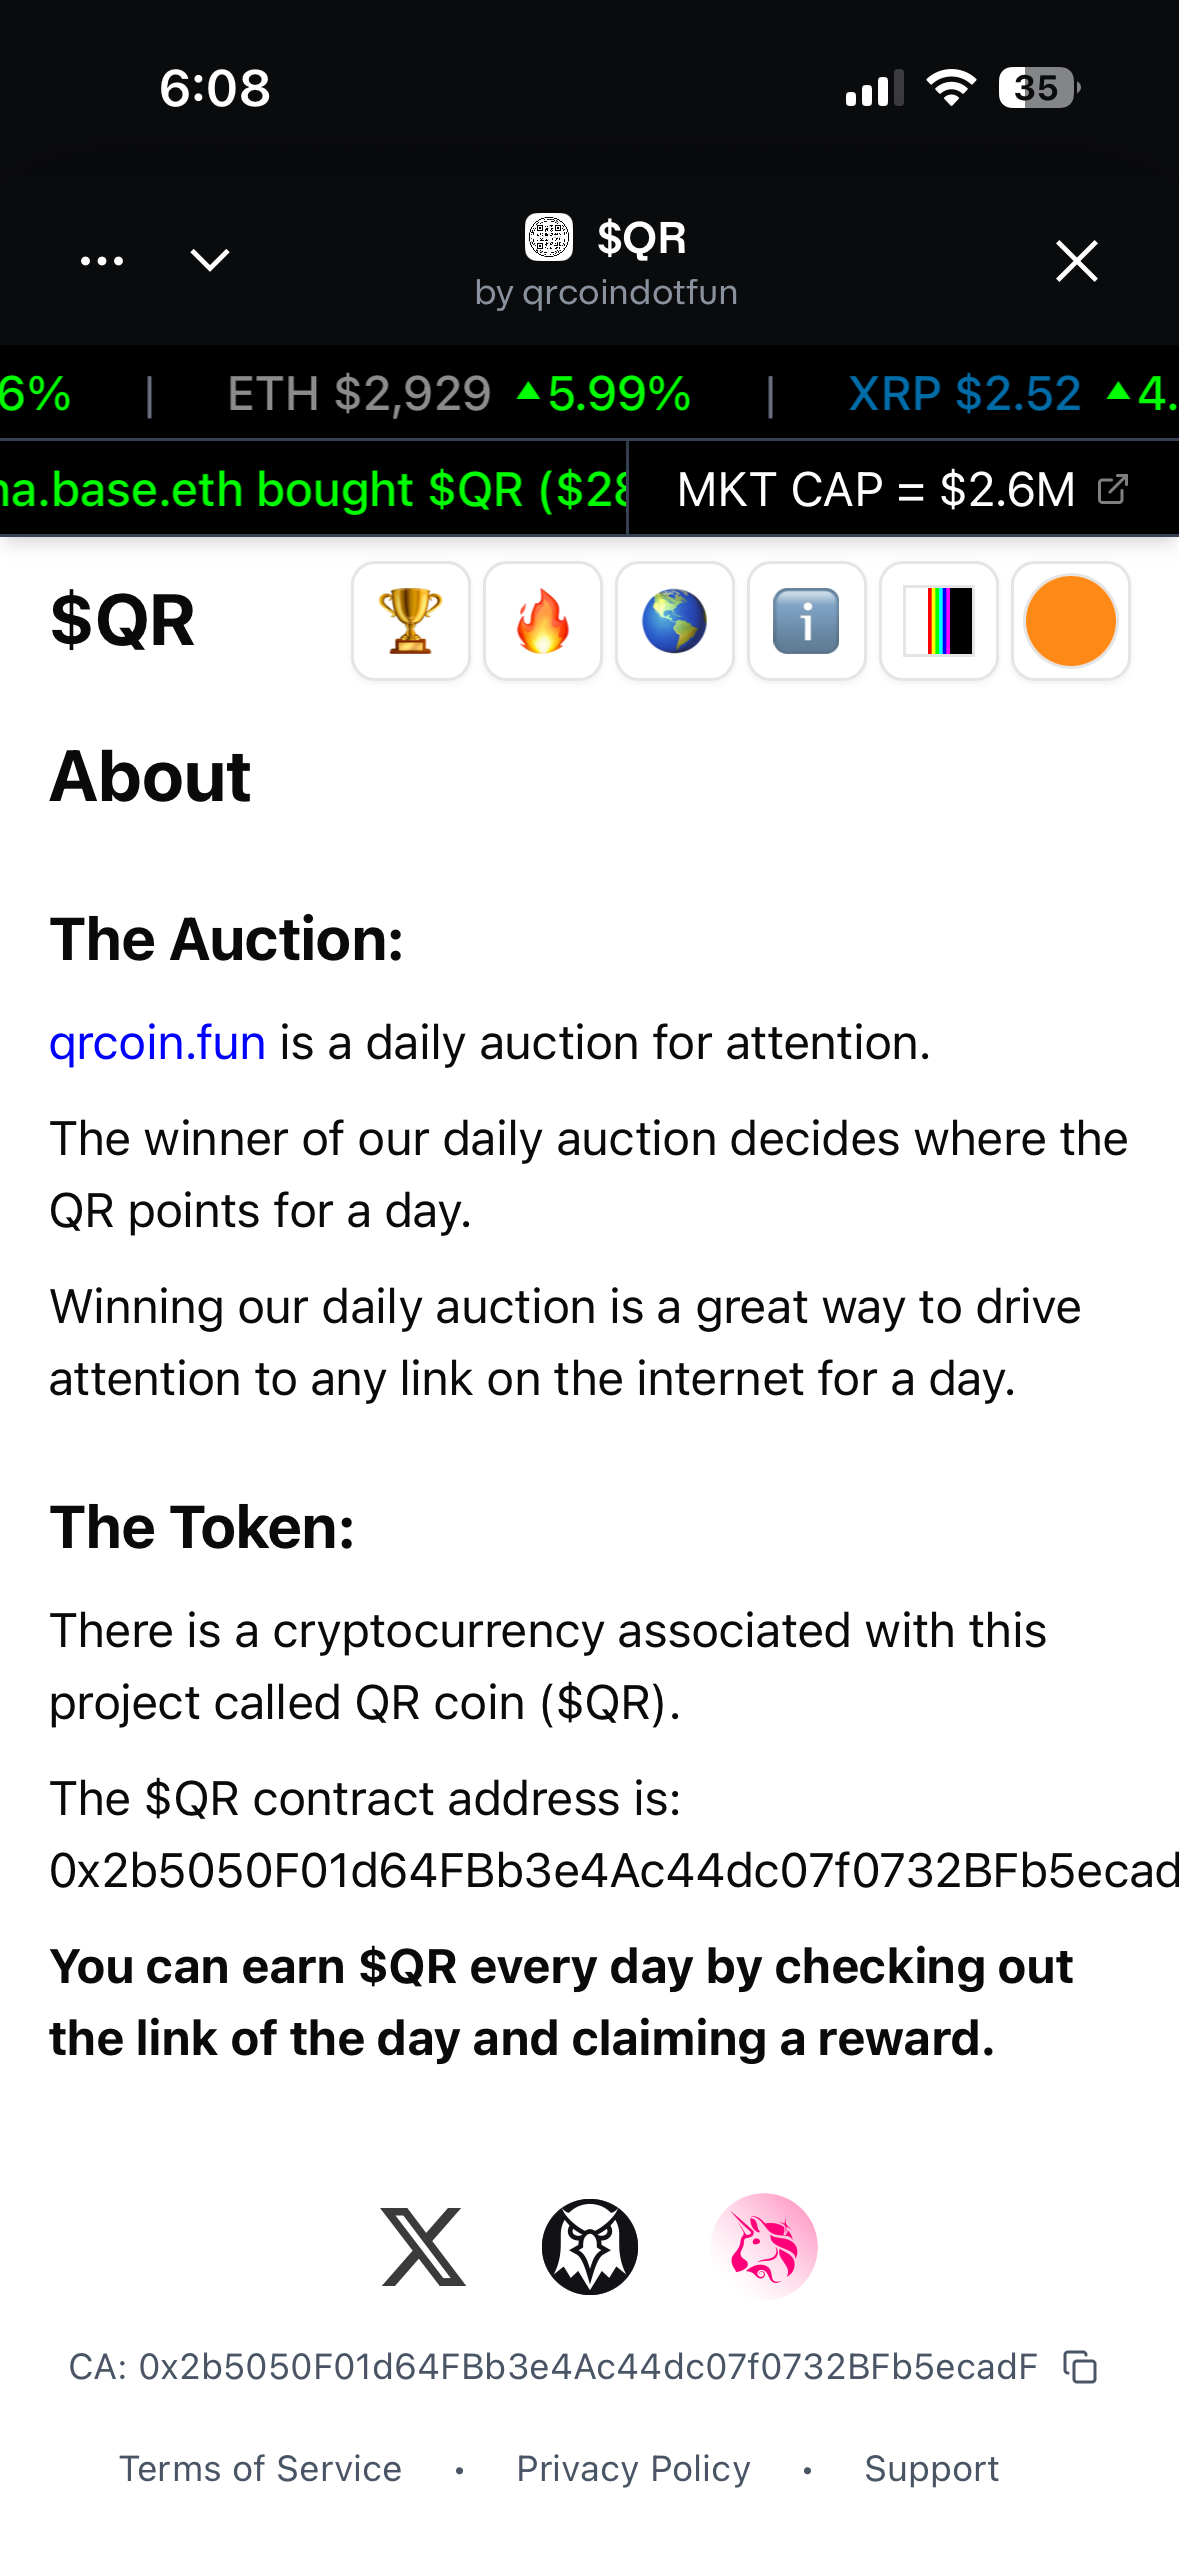 6:08
35
$QR
by qrcoindotfun
6% | ETH $2,929 ▲5.99% | XRP $2.52 ▲4.
na.base.eth bought $QR ($28 MKT CAP = $2.6M
$QR
About
The Auction:
qrcoin.fun is a daily auction for attention.
The winner of our daily auction decides where the
QR points for a day.
Winning our daily auction is a great way to drive
attention to any link on the internet for a day.
The Token:
There is a cryptocurrency associated with this
project called QR coin ($QR).
The $QR contract address is:
0x2b5050F01d64FBb3e4Ac44dc07f0732BFb5ecad
You can earn $QR every day by checking out
the link of the day and claiming a reward.
CA: 0x2b5050F01d64FBb3e4Ac44dc07f0732BFb5ecadF
Terms of Service • Privacy Policy • Support